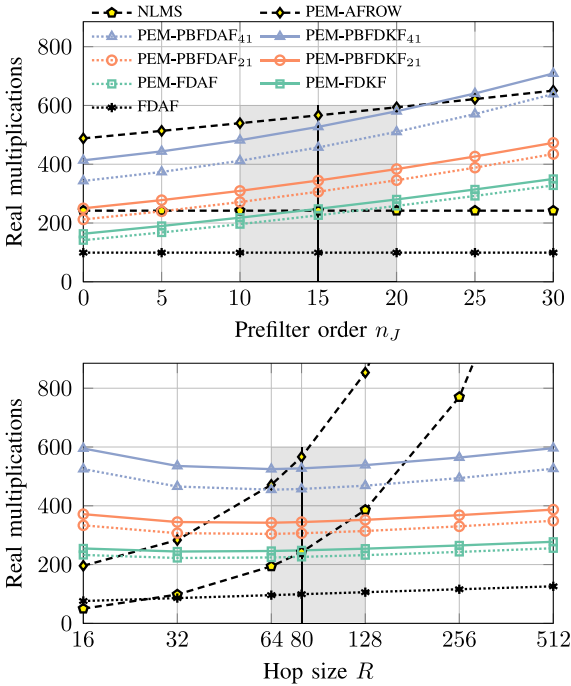 NLMS PEM-AFROW
PEM-PBFDAF₄₁ PEM-PBFDKF₄₁
PEM-PBFDAF₂₁ PEM-PBFDKF₂₁
PEM-FDAF PEM-FDKF
FDAF
800
600
400
200
0
Real multiplications
0 5 10 15 20 25 30
Prefilter order n_J
800
600
400
200
0
Real multiplications
16 32 64 80 128 256 512
Hop size R